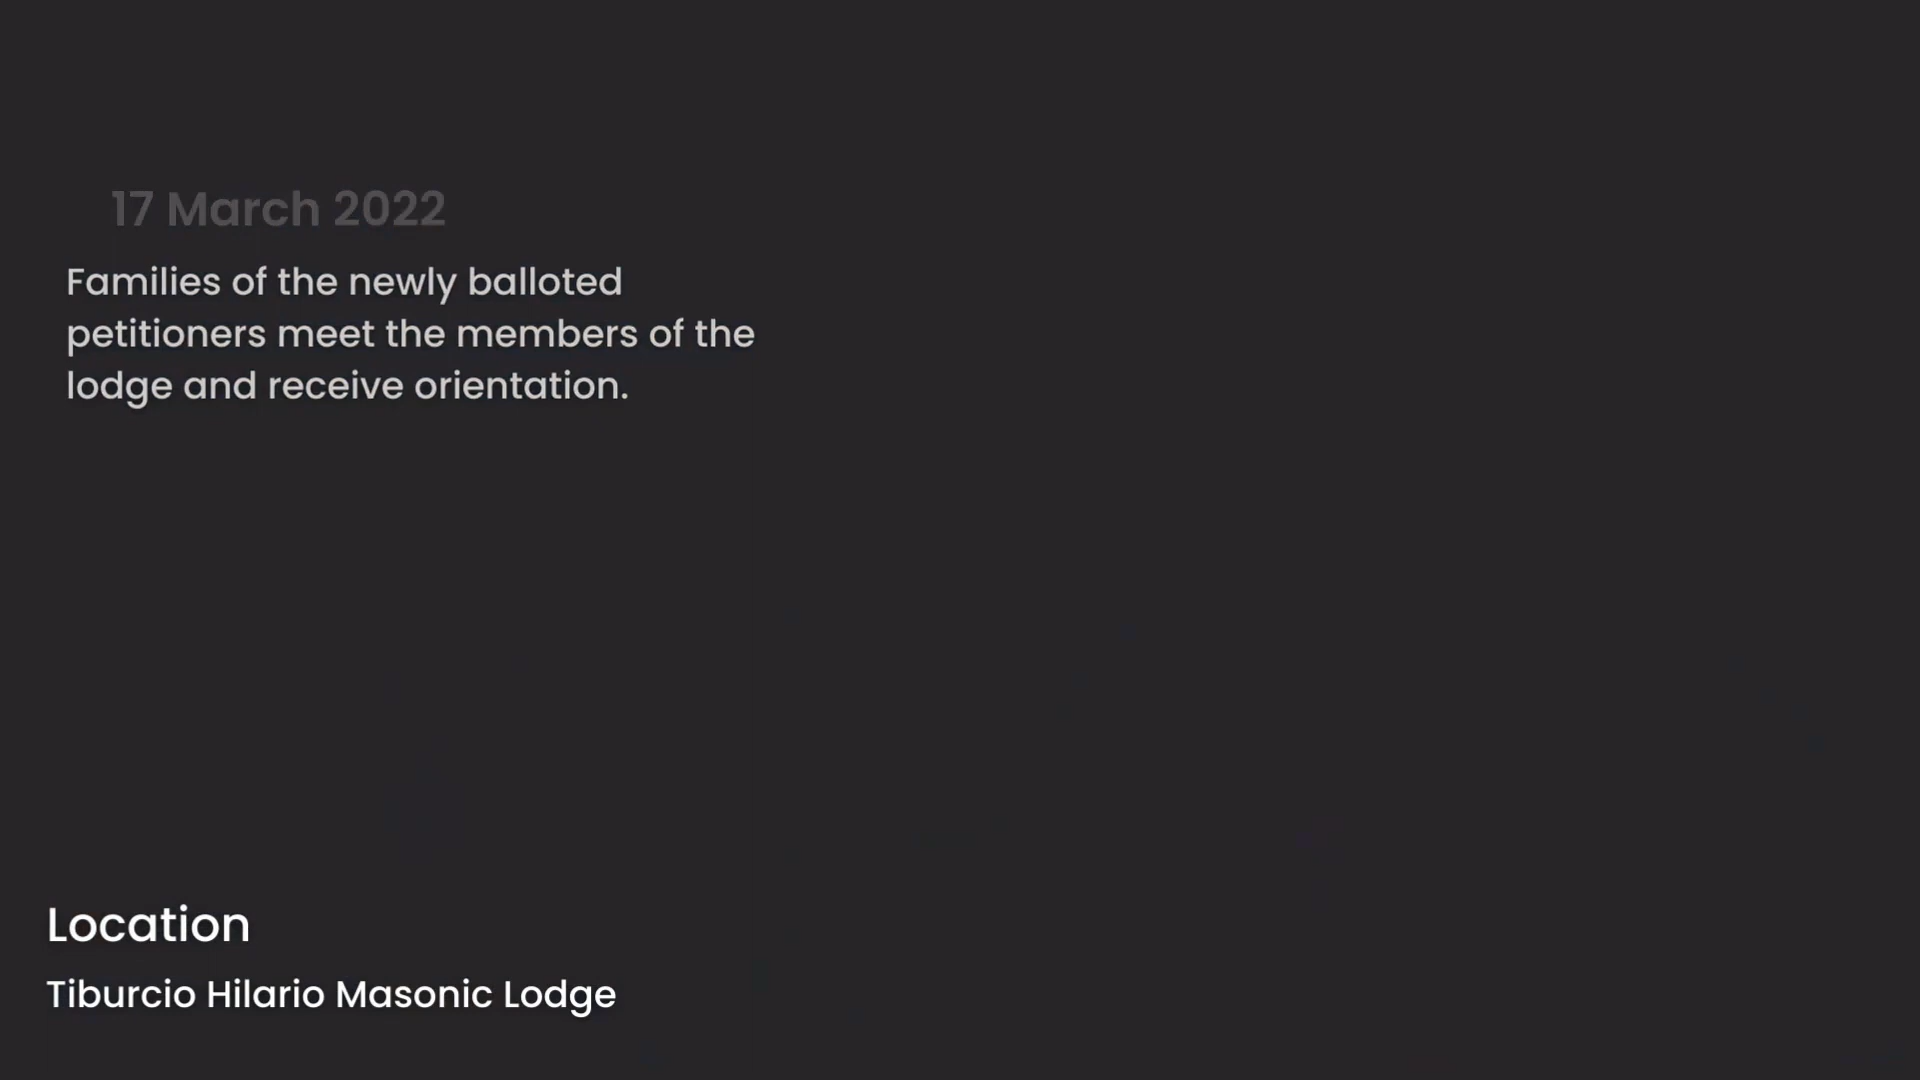 17 March 2022
Families of the newly balloted
petitioners meet the members of the
lodge and receive orientation.
Location
Tiburcio Hilario Masonic Lodge